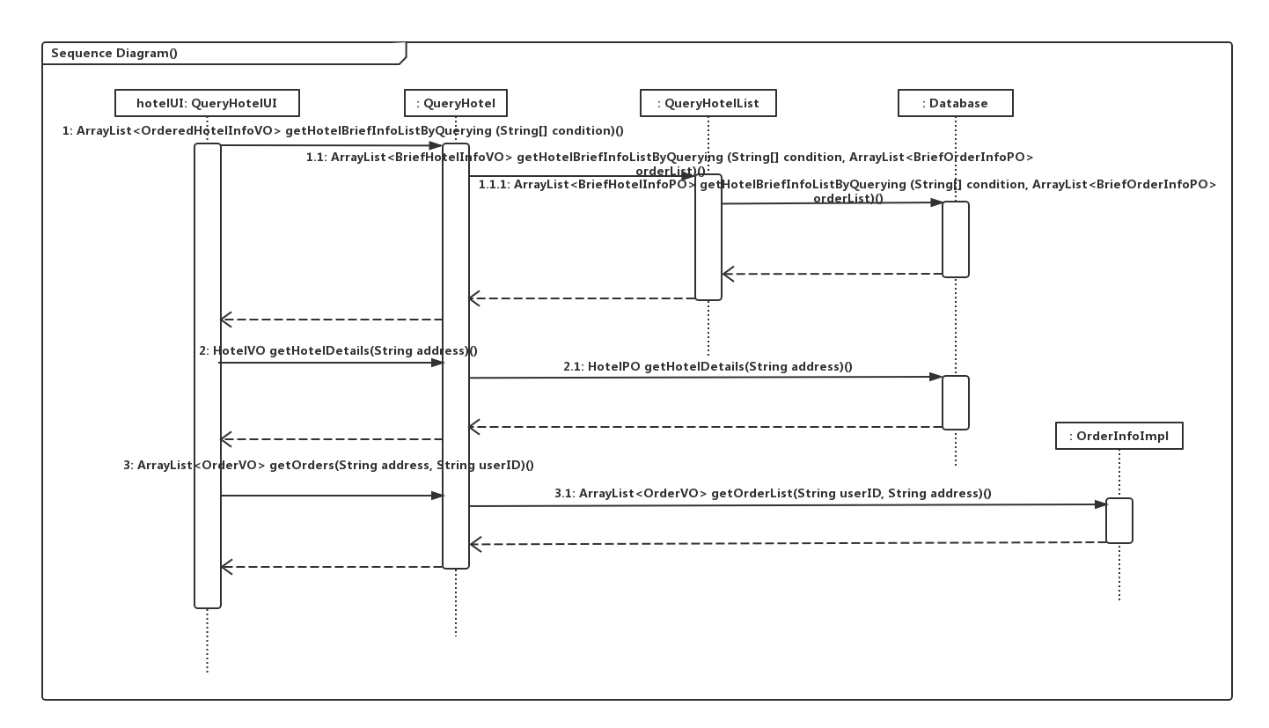 Sequence Diagram()
hotelUI: QueryHotelUI
: QueryHotel
: QueryHotelList
: Database
1: ArrayList<OrderedHotelInfoVO> getHotelBriefInfoListByQuerying (String[] condition)()
1.1: ArrayList<BriefHotelInfoVO> getHotelBriefInfoListByQuerying (String[] condition, ArrayList<BriefOrderInfoPO>
orderList)()
1.1.1: ArrayList<BriefHotelInfoPO> getHotelBriefInfoListByQuerying (String[] condition, ArrayList<BriefOrderInfoPO>
orderList)()
2: HotelVO getHotelDetails(String address)()
2.1: HotelPO getHotelDetails(String address)()
: OrderInfoImpl
3: ArrayList<OrderVO> getOrders(String address, String userID)()
3.1: ArrayList<OrderVO> getOrderList(String userID, String address)()